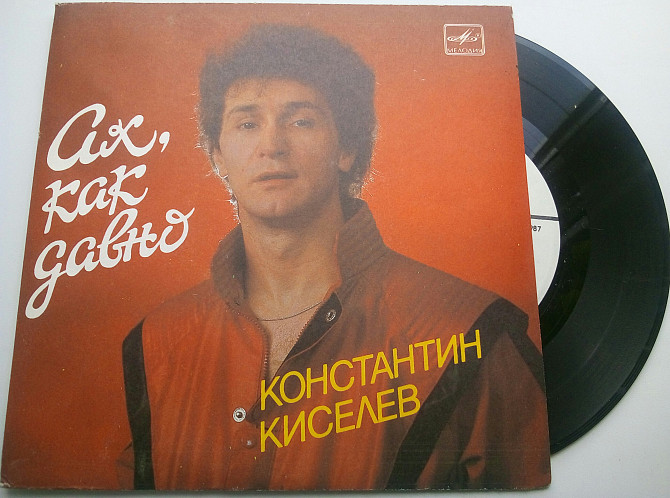 МЕЛОДИЯ
Ах,
как
давно
КОНСТАНТИН
КИСЕЛЕВ